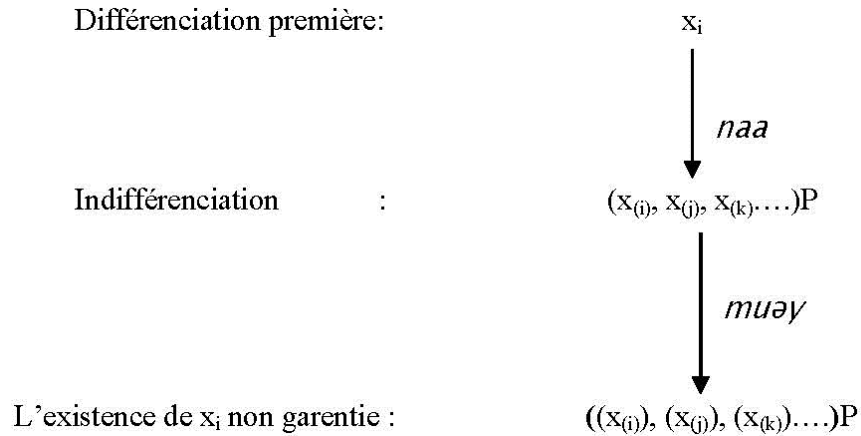 Différenciation première: xᵢ
naa
Indifférenciation : (x₍ᵢ₎, x₍ⱼ₎, x₍ₖ₎….)P
muəy
L’existence de xᵢ non garentie : ((x₍ᵢ₎), (x₍ⱼ₎), (x₍ₖ₎)….)P